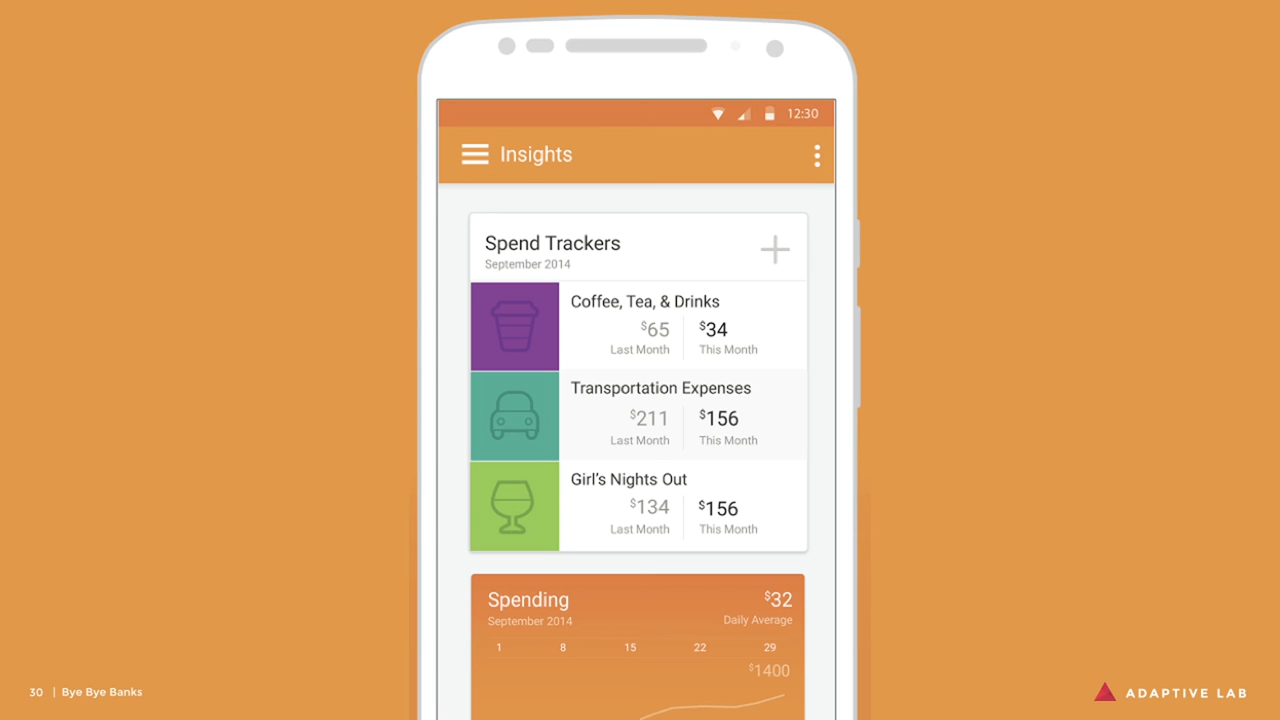 12:30
Insights
Spend Trackers
September 2014
Coffee, Tea, & Drinks
$65 $34
Last Month This Month
Transportation Expenses
$211 $156
Last Month This Month
Girl's Nights Out
$134 $156
Last Month This Month
Spending $32
September 2014 Daily Average
1 8 15 22 29
$1400
30 | Bye Bye Banks
ADAPTIVE LAB